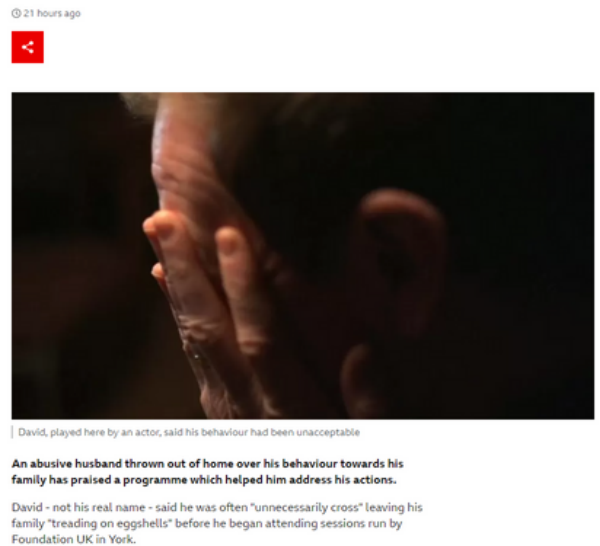 21 hours ago
David, played here by an actor, said his behaviour had been unacceptable
An abusive husband thrown out of home over his behaviour towards his
family has praised a programme which helped him address his actions.
David - not his real name - said he was often "unnecessarily cross" leaving his
family "treading on eggshells" before he began attending sessions run by
Foundation UK in York.